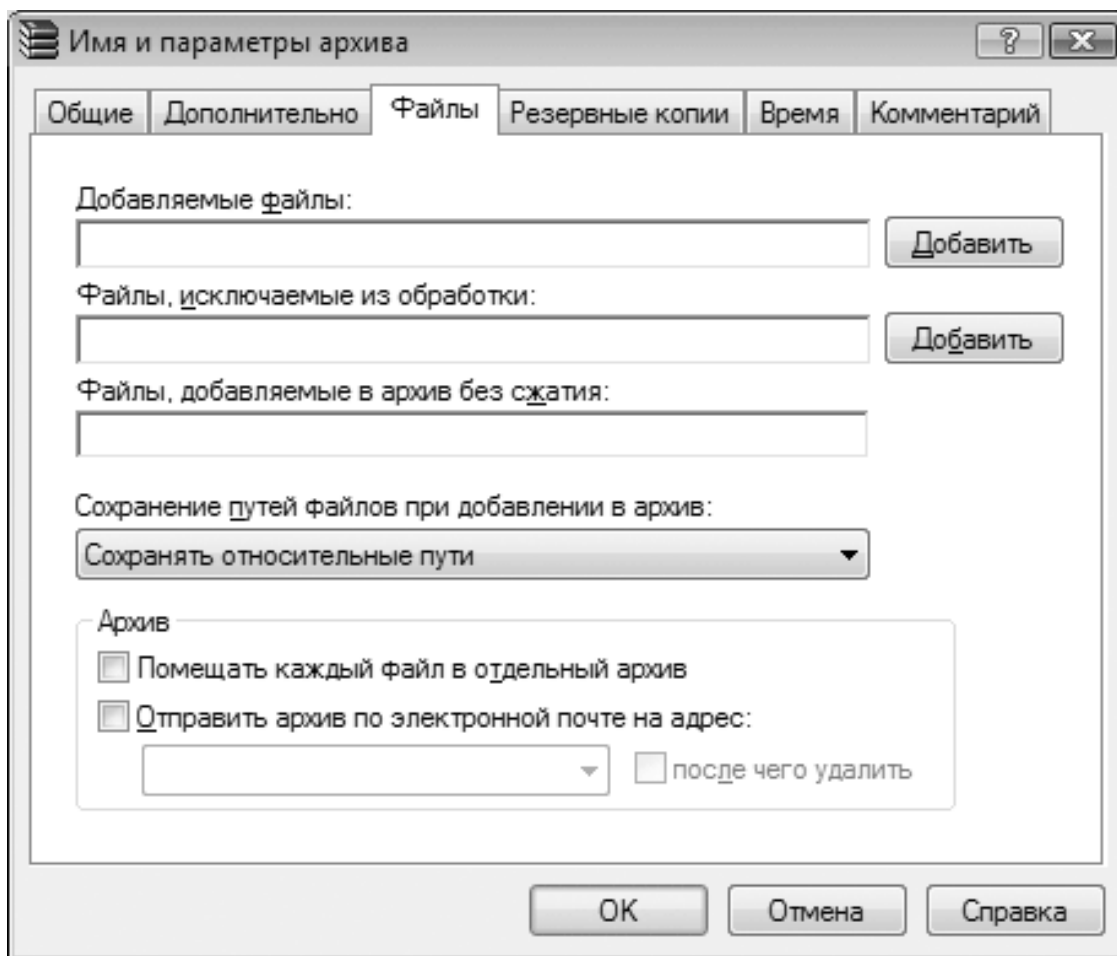 Имя и параметры архива
Общие Дополнительно Файлы Резервные копии Время Комментарий
Добавляемые файлы:
Добавить
Файлы, исключаемые из обработки:
Добавить
Файлы, добавляемые в архив без сжатия:
Сохранение путей файлов при добавлении в архив:
Сохранять относительные пути
Архив
Помещать каждый файл в отдельный архив
Отправить архив по электронной почте на адрес:
после чего удалить
OK Отмена Справка